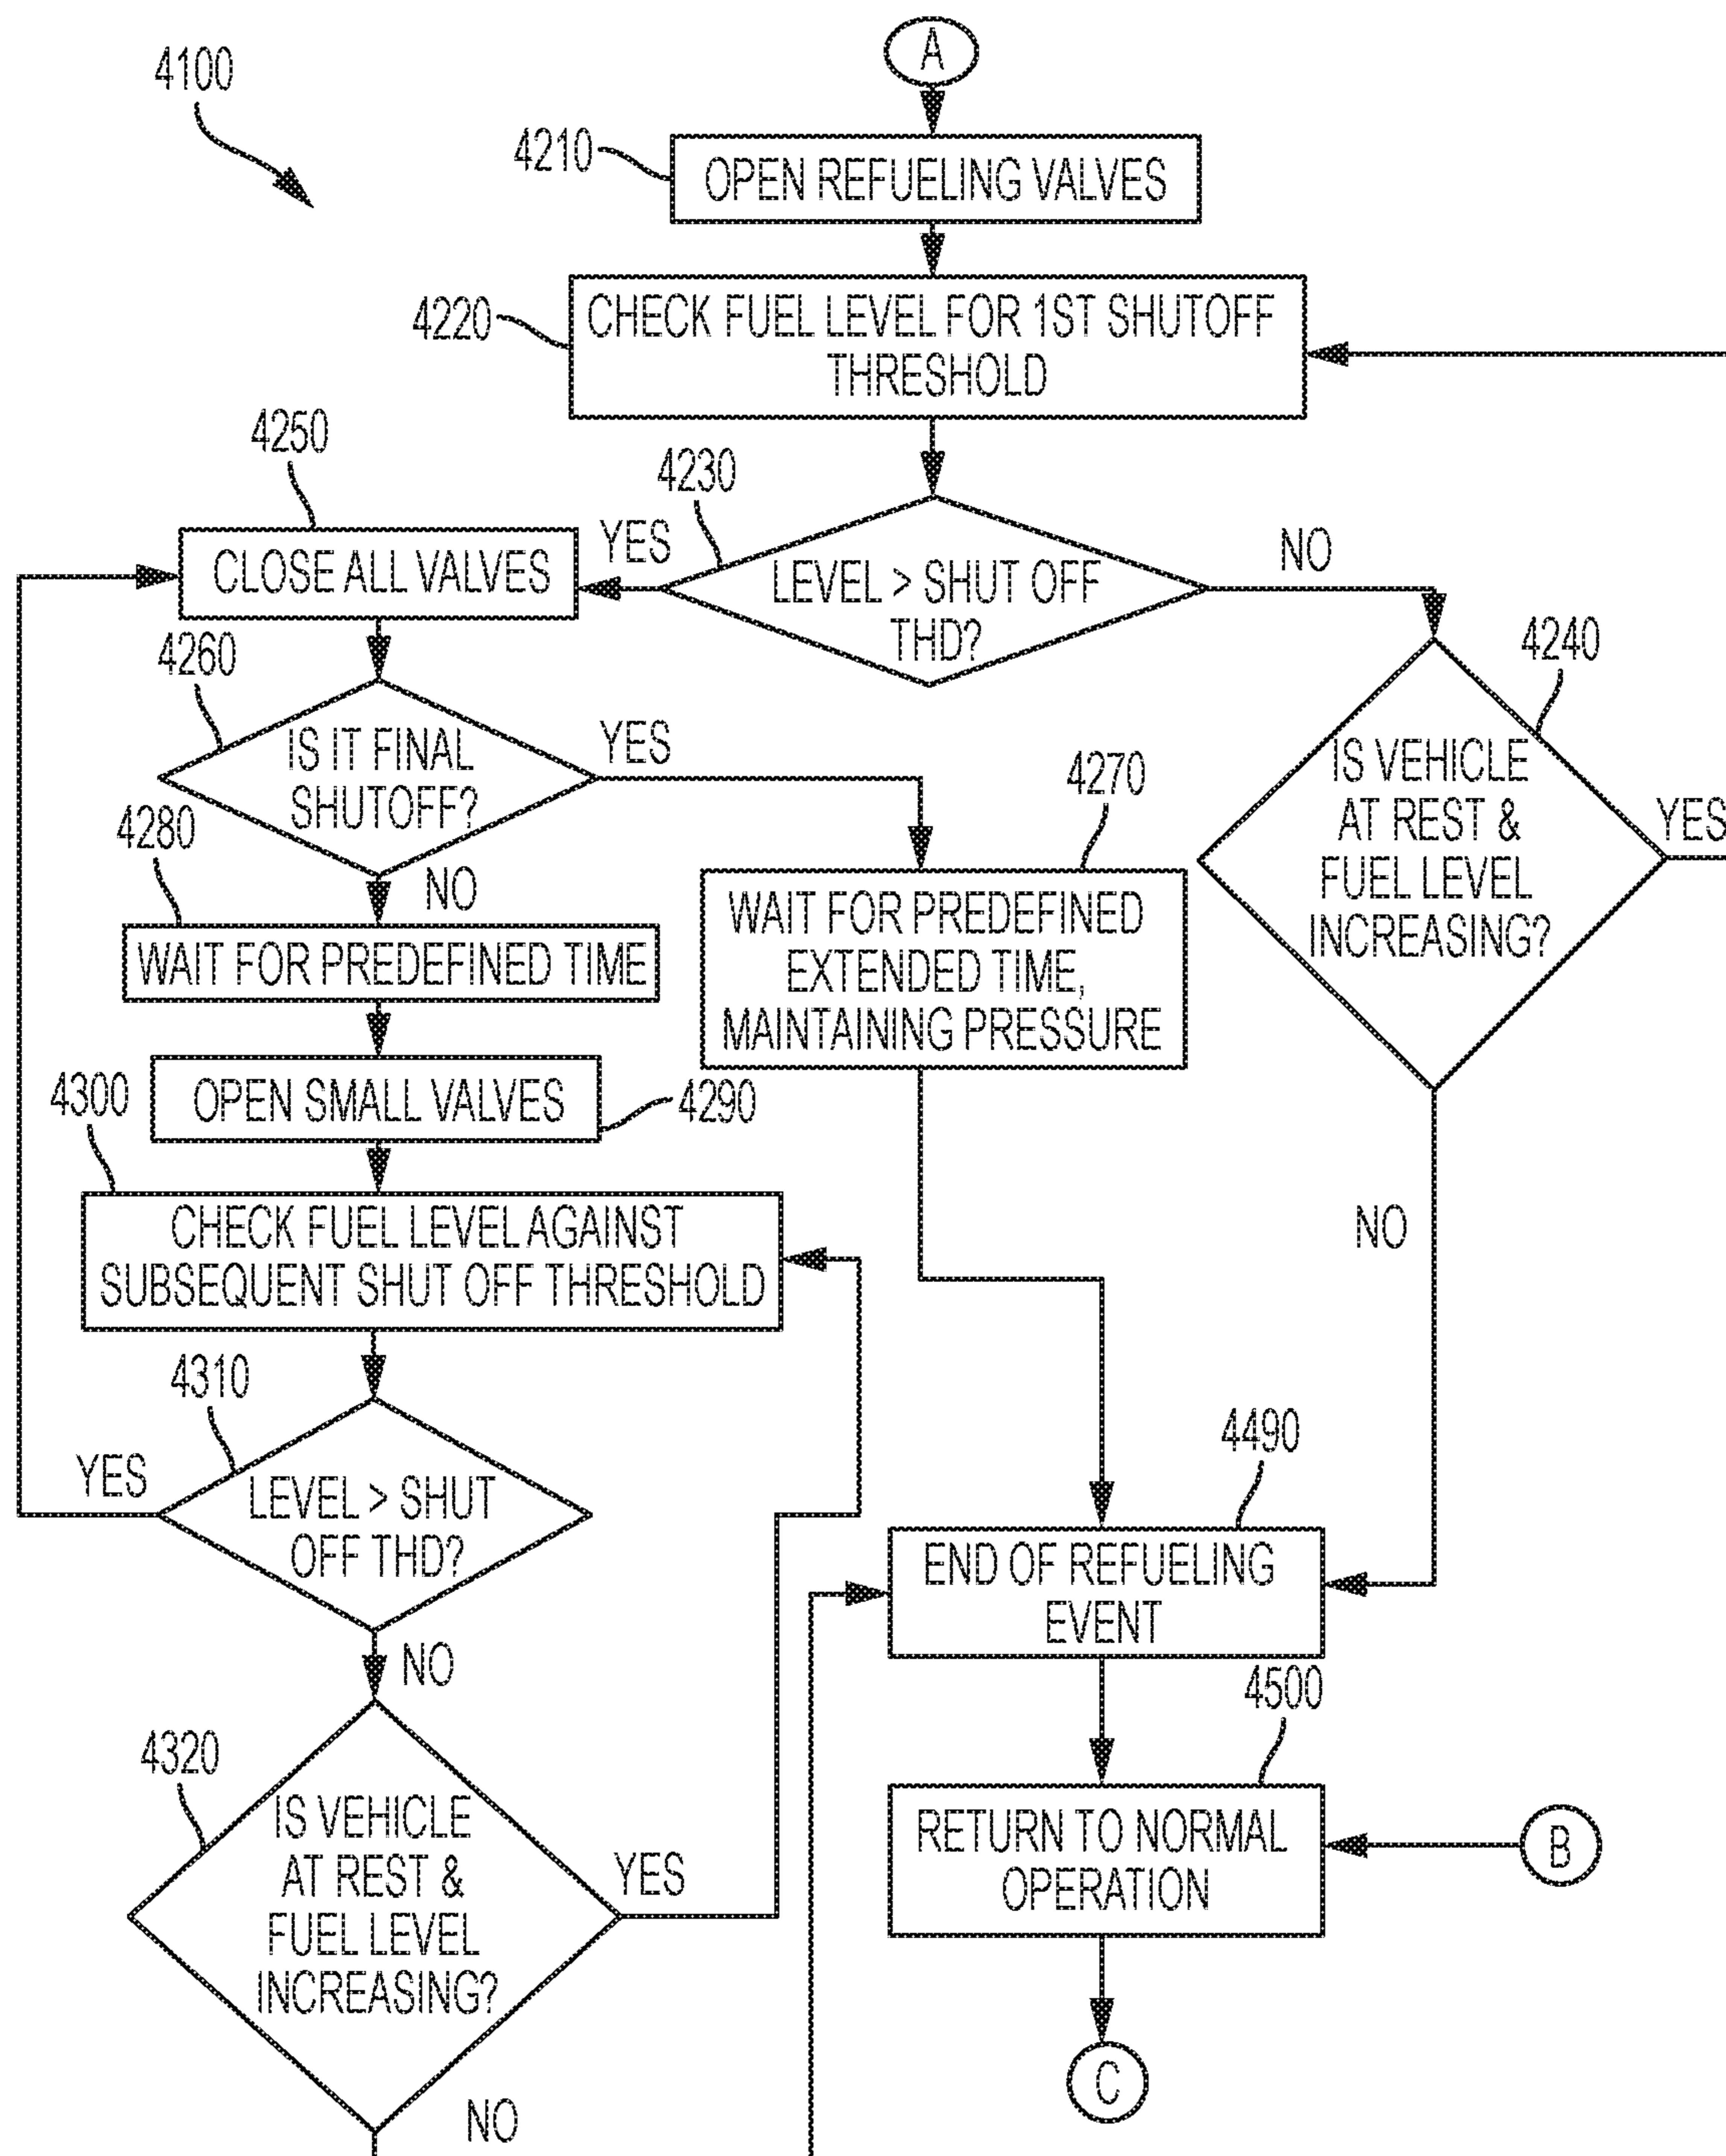 4100
A
4210
OPEN REFUELING VALVES
4220
CHECK FUEL LEVEL FOR 1ST SHUTOFF
THRESHOLD
4250
4230
CLOSE ALL VALVES
YES
LEVEL > SHUT OFF
THD?
NO
4240
4260
IS IT FINAL
SHUTOFF?
YES
4270
IS VEHICLE
AT REST &
FUEL LEVEL
INCREASING?
YES
4280
NO
WAIT FOR PREDEFINED TIME
WAIT FOR PREDEFINED
EXTENDED TIME,
MAINTAINING PRESSURE
4300
OPEN SMALL VALVES
4290
CHECK FUEL LEVEL AGAINST
SUBSEQUENT SHUT OFF THRESHOLD
NO
4310
YES
LEVEL > SHUT
OFF THD?
4490
END OF REFUELING
EVENT
NO
4500
4320
IS VEHICLE
AT REST &
FUEL LEVEL
INCREASING?
YES
RETURN TO NORMAL
OPERATION
B
C
NO